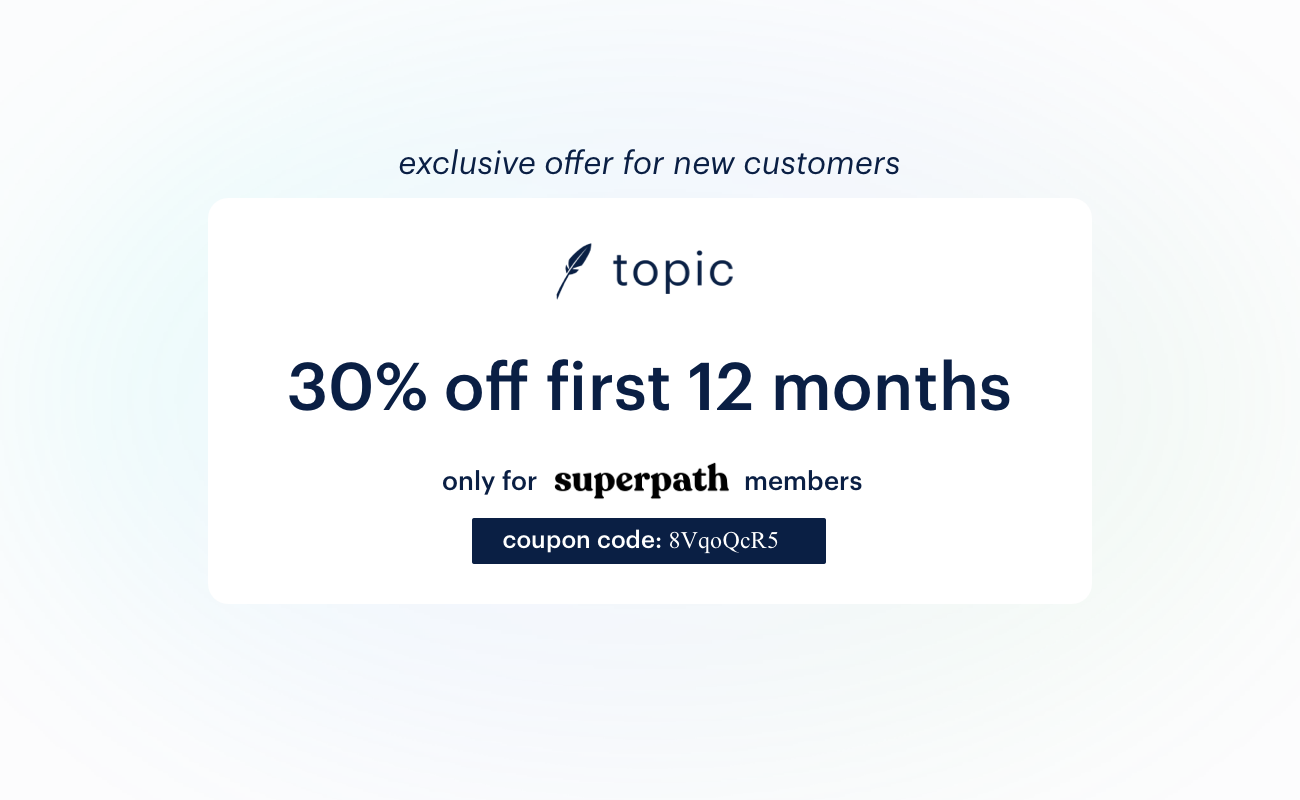 exclusive offer for new customers
topic
30% off first 12 months
only for superpath members
coupon code: 8VqoQcR5